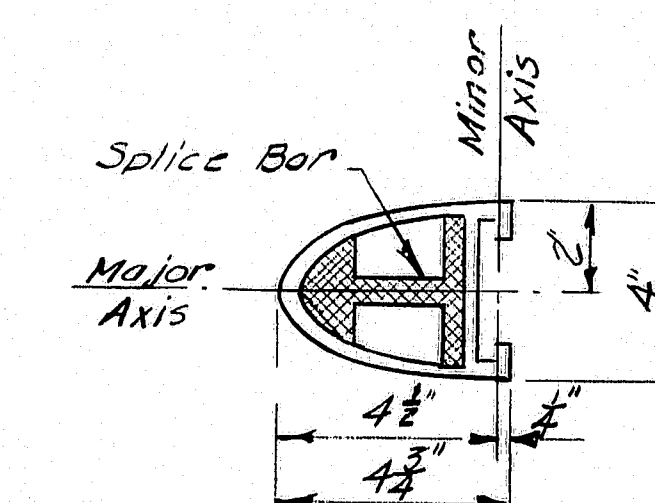 Minor
Axis
Splice Bar
Major
Axis
2"
4"
4 1/2"
1/4"
4 3/4"